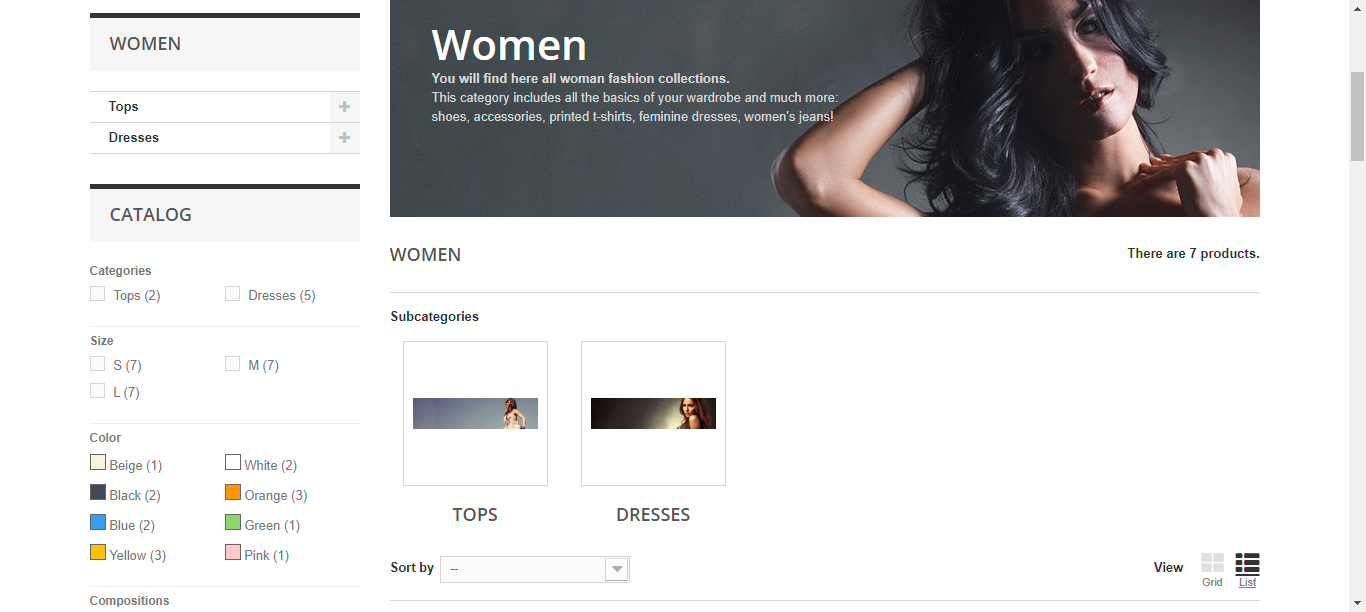 WOMEN
Tops
Dresses
CATALOG
Categories
Tops (2) Dresses (5)
Size
S (7) M (7)
L (7)
Color
Beige (1) White (2)
Black (2) Orange (3)
Blue (2) Green (1)
Yellow (3) Pink (1)
Compositions
Women
You will find here all woman fashion collections.
This category includes all the basics of your wardrobe and much more:
shoes, accessories, printed t-shirts, feminine dresses, women's jeans!
WOMEN There are 7 products.
Subcategories
TOPS DRESSES
Sort by -- View Grid List